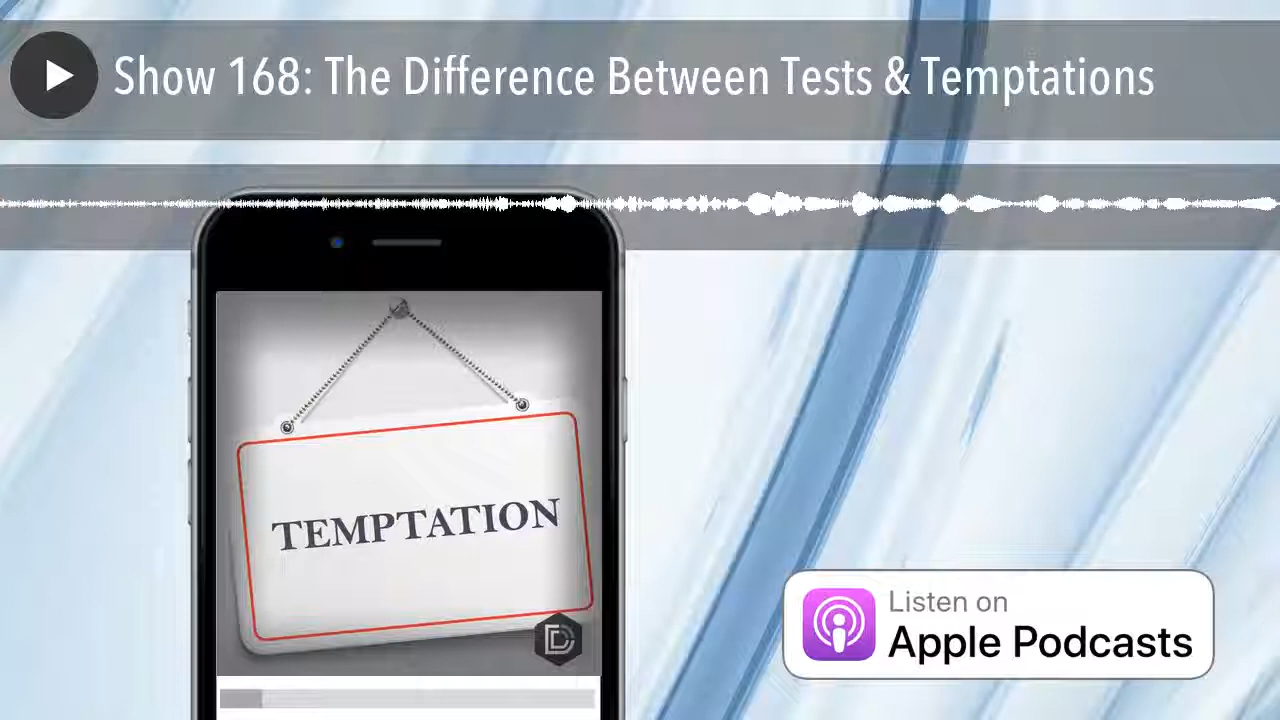 Show 168: The Difference Between Tests & Temptations
TEMPTATION
Listen on
Apple Podcasts